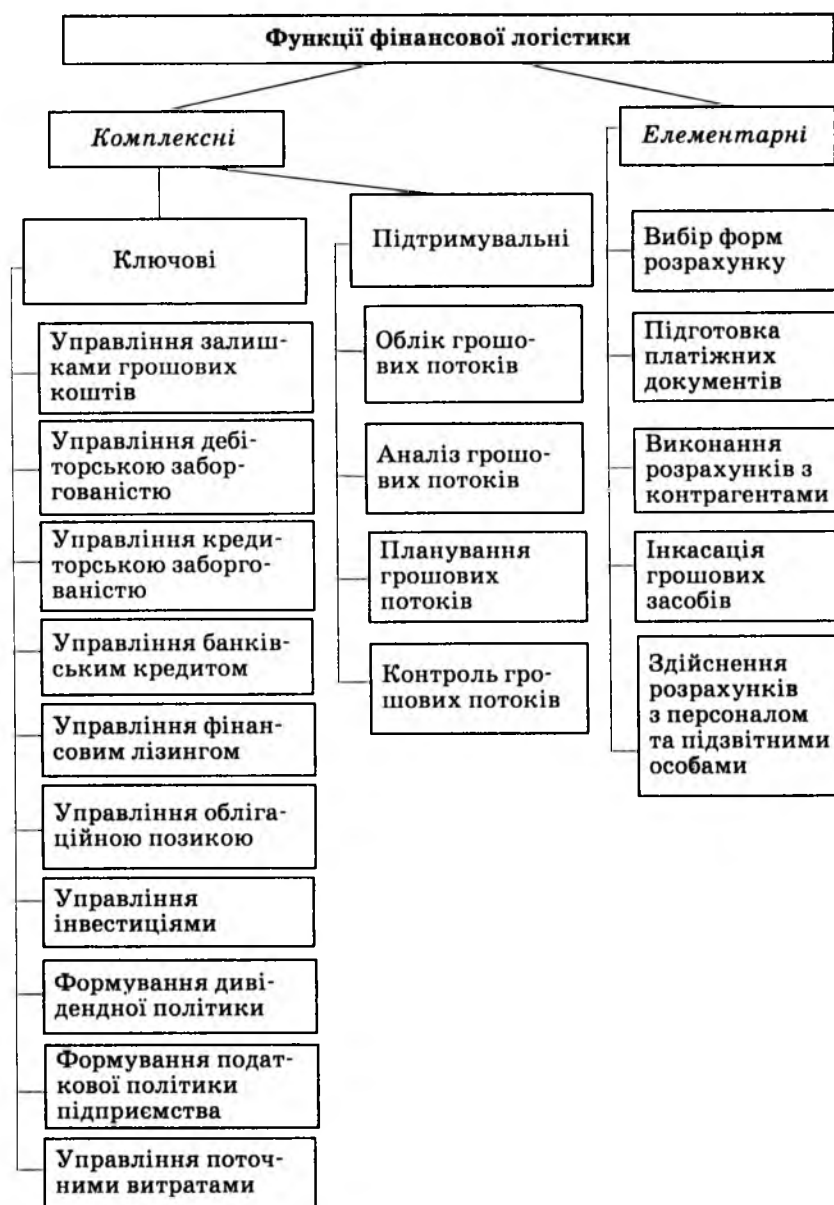 Функції фінансової логістики
Комплексні
Елементарні
Ключові
Підтримувальні
Управління залиш-
ками грошових
коштів
Управління дебі-
торською забор-
гованістю
Управління креди-
торською заборго-
ваністю
Управління банків-
ським кредитом
Управління фінан-
совим лізингом
Управління обліга-
ційною позикою
Управління
інвестиціями
Формування диві-
дендної політики
Формування подат-
кової політики
підприємства
Управління поточ-
ними витратами
Облік грошо-
вих потоків
Аналіз грошо-
вих потоків
Планування
грошових
потоків
Контроль гро-
шових потоків
Вибір форм
розрахунку
Підготовка
платіжних
документів
Виконання
розрахунків з
контрагентами
Інкасація
грошових
засобів
Здійснення
розрахунків
з персоналом
та підзвітними
особами